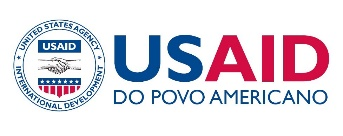 UNITED STATES AGENCY
USAID
INTERNATIONAL DEVELOPMENT
USAID
DO POVO AMERICANO